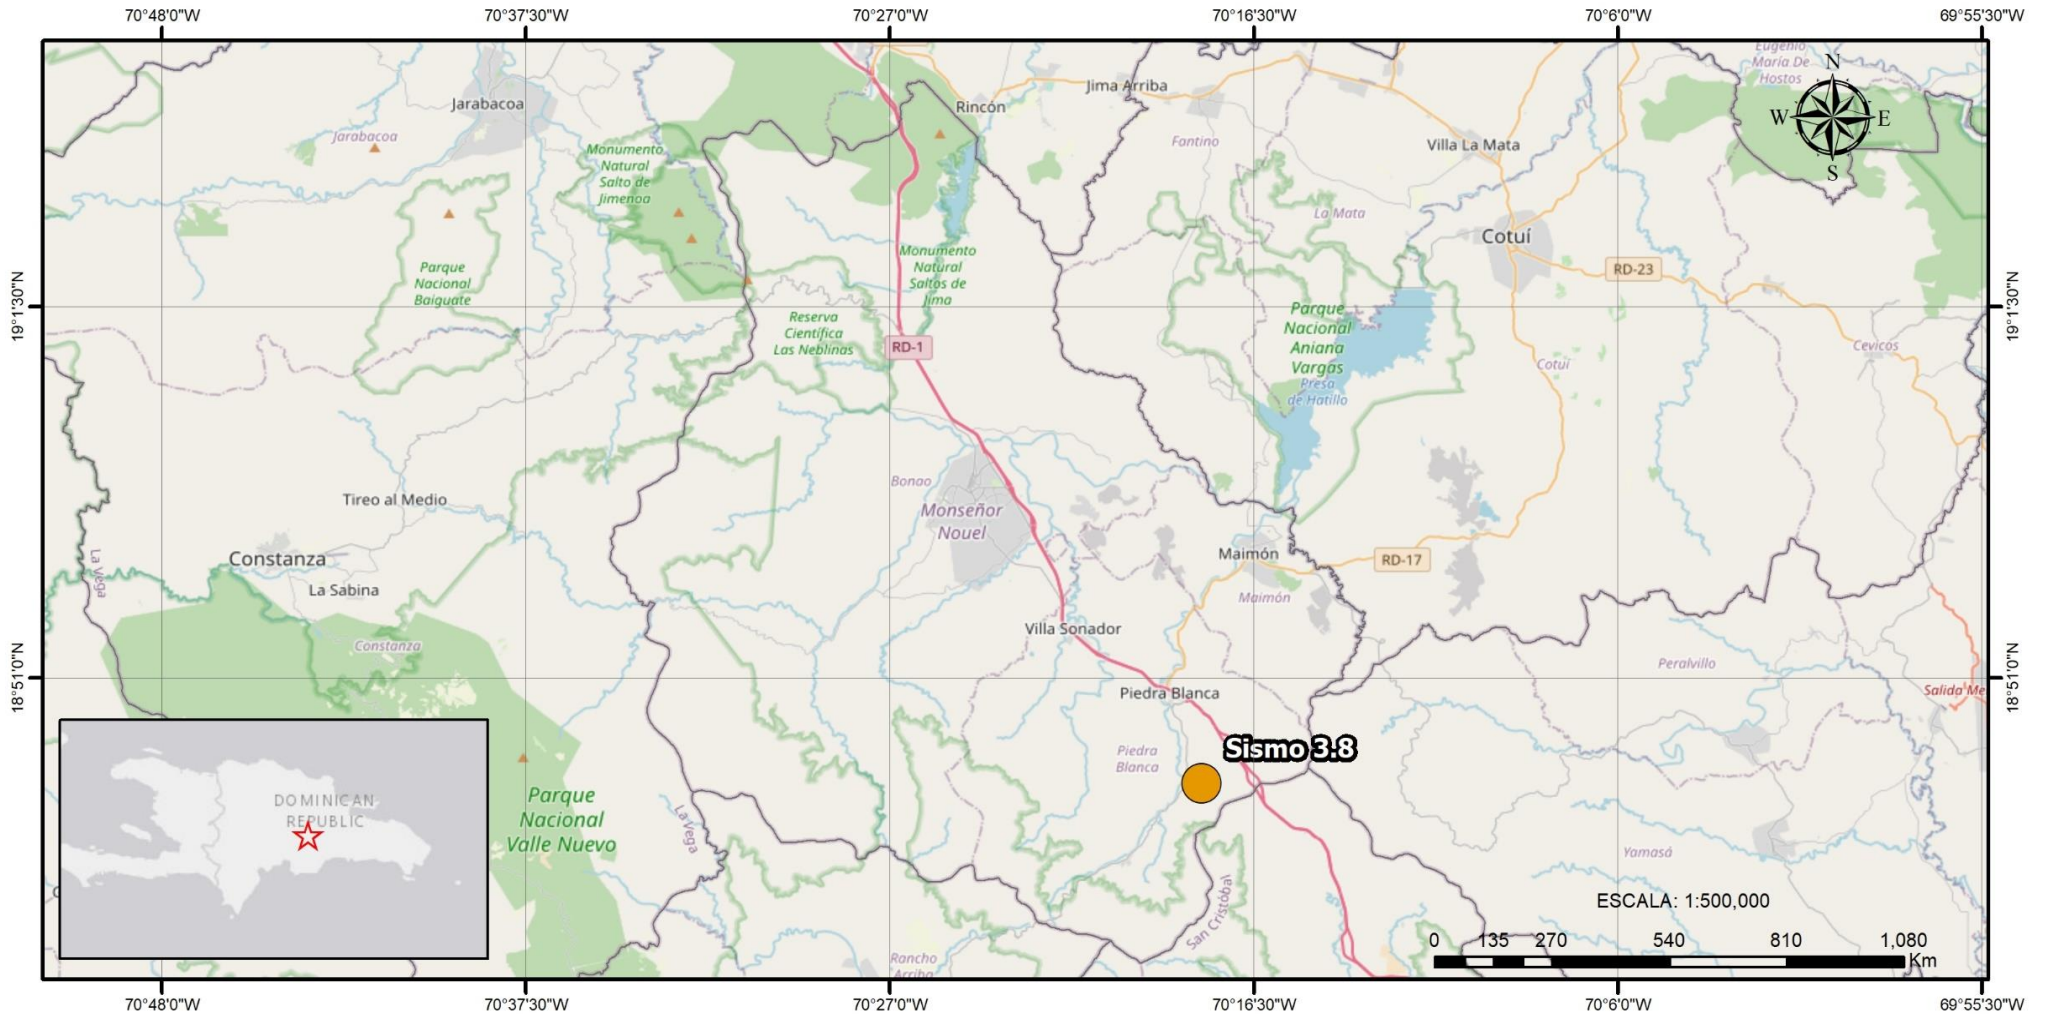 70°48'0"W
70°37'30"W
70°27'0"W
70°16'30"W
70°6'0"W
69°55'30"W
Eugenio
María De
Hostos
N
W
E
S
Jarabacoa
Jarabacoa
Rincón
Jima Arriba
Fantino
Villa La Mata
Monumento
Natural
Salto de
Jimenoa
La Mata
Cotuí
Parque
Nacional
Baiguate
Monumento
Natural
Saltos de
Jima
RD-23
19°1'30"N
19°1'30"N
Reserva
Científica
Las Neblinas
RD-1
Parque
Nacional
Aniana
Vargas
Presa
de Hatillo
Cotuí
Cevicos
Tireo al Medio
Bonao
Monseñor
Nouel
Constanza
La Sabina
La Vega
Maimón
RD-17
Maimón
Constanza
Villa Sonador
Peralvillo
18°51'0"N
18°51'0"N
Piedra Blanca
Salida Me
Piedra
Blanca
Sismo 3.8
Parque
Nacional
Valle Nuevo
La Vega
DOMINICAN
REPUBLIC
Yamasá
San Cristóbal
Rancho
Arriba
ESCALA: 1:500,000
0 135 270 540 810 1,080
Km
70°48'0"W
70°37'30"W
70°27'0"W
70°16'30"W
70°6'0"W
69°55'30"W